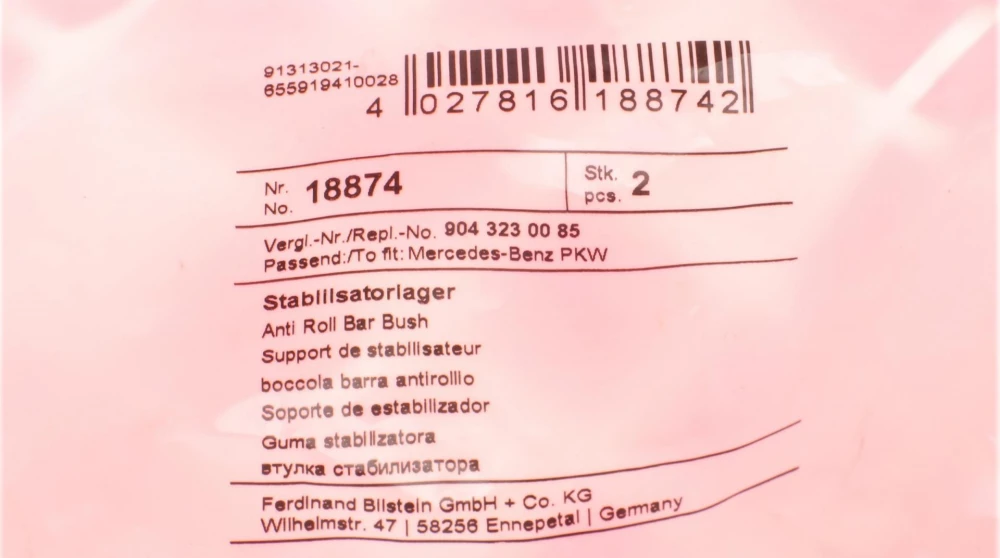 91313021-
655919410028
4 027816 188742
Nr. 18874
No.
Stk. 2
pcs.
Vergl.-Nr./Repl.-No. 904 323 00 85
Passend:/To fit: Mercedes-Benz PKW
Stabilisatorlager
Anti Roll Bar Bush
Support de stabilisateur
boccola barra antirollio
Soporte de estabilizador
Guma stabilizatora
втулка стабилизатора
Ferdinand Bilstein GmbH + Co. KG
Wilhelmstr. 47 | 58256 Ennepetal | Germany